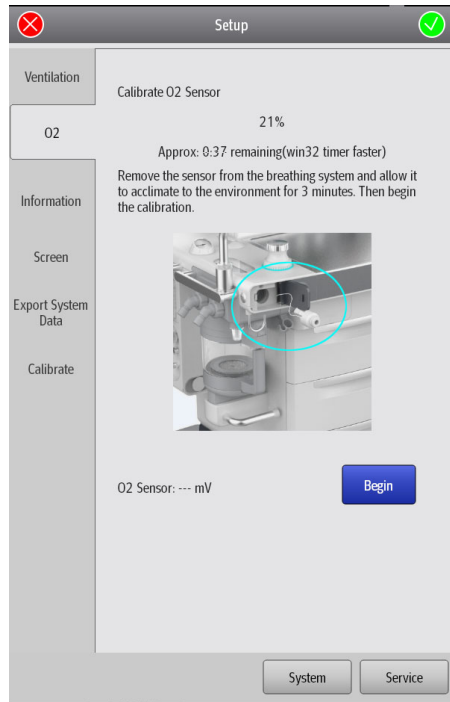 Setup
Ventilation
O2
Information
Screen
Export System
Data
Calibrate
Calibrate O2 Sensor
21%
Approx: 0:37 remaining(win32 timer faster)
Remove the sensor from the breathing system and allow it
to acclimate to the environment for 3 minutes. Then begin
the calibration.
O2 Sensor: --- mV
Begin
System
Service